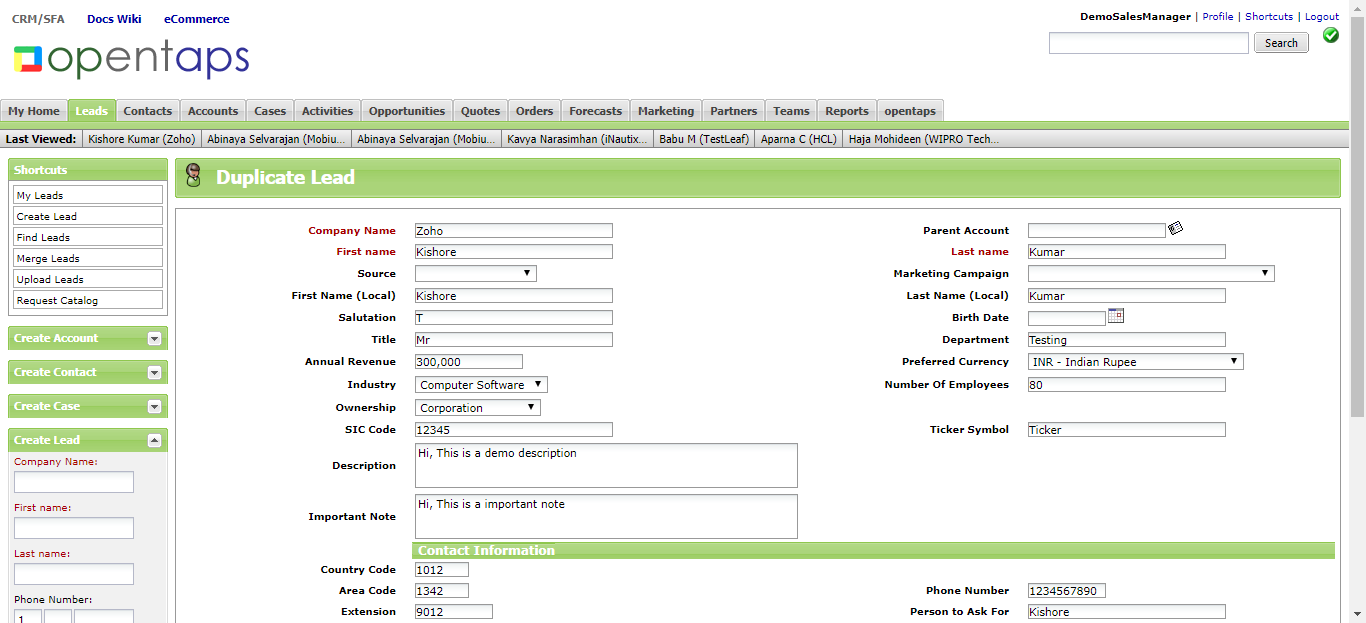 CRM/SFA Docs Wiki eCommerce
DemoSalesManager | Profile | Shortcuts | Logout
opentaps
Search
My Home Leads Contacts Accounts Cases Activities Opportunities Quotes Orders Forecasts Marketing Partners Teams Reports opentaps
Last Viewed: Kishore Kumar (Zoho) Abinaya Selvarajan (Mobiu... Abinaya Selvarajan (Mobiu... Kavya Narasimhan (iNautix... Babu M (TestLeaf) Aparna C (HCL) Haja Mohideen (WIPRO Tech...
Shortcuts
My Leads
Create Lead
Find Leads
Merge Leads
Upload Leads
Request Catalog
Create Account
Create Contact
Create Case
Create Lead
Company Name:
First name:
Last name:
Phone Number:
1
Duplicate Lead
Company Name Zoho Parent Account
First name Kishore Last name Kumar
Source Marketing Campaign
First Name (Local) Kishore Last Name (Local) Kumar
Salutation T Birth Date
Title Mr Department Testing
Annual Revenue 300,000 Preferred Currency INR - Indian Rupee
Industry Computer Software Number Of Employees 80
Ownership Corporation
SIC Code 12345 Ticker Symbol Ticker
Description Hi, This is a demo description
Important Note Hi, This is a important note
Contact Information
Country Code 1012
Area Code 1342 Phone Number 1234567890
Extension 9012 Person to Ask For Kishore